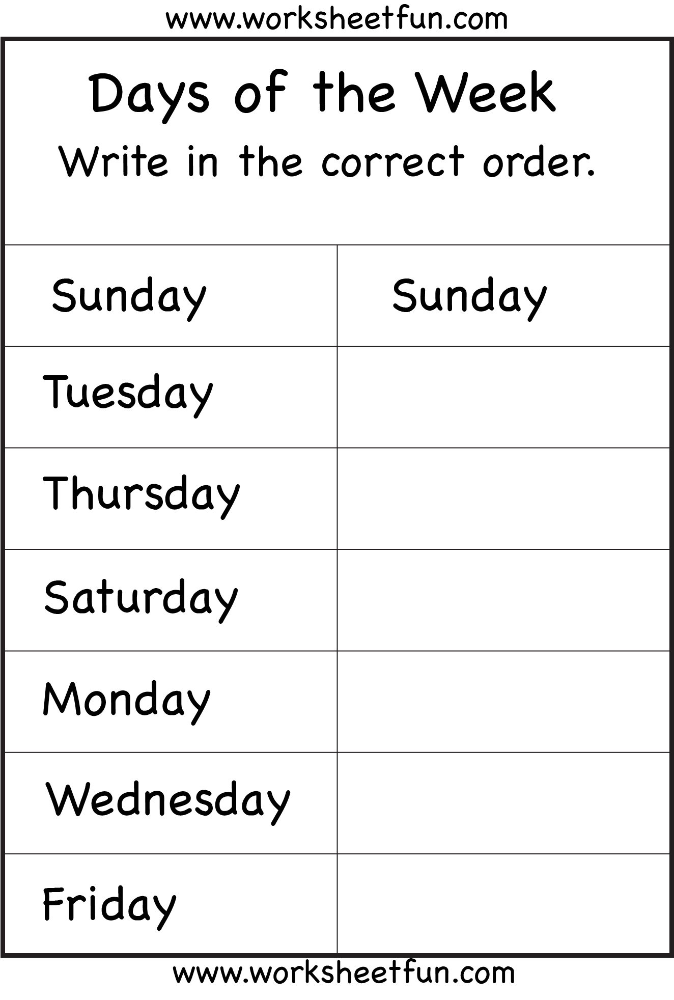 www.worksheetfun.com
Days of the Week
Write in the correct order.
Sunday Sunday
Tuesday
Thursday
Saturday
Monday
Wednesday
Friday
www.worksheetfun.com